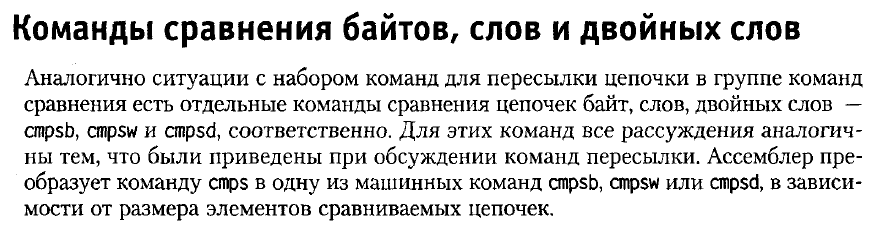 Команды сравнения байтов, слов и двойных слов
Аналогично ситуации с набором команд для пересылки цепочки в группе команд
сравнения есть отдельные команды сравнения цепочек байт, слов, двойных слов —
cmpsb, cmpsw и cmpsd, соответственно. Для этих команд все рассуждения аналогич-
ны тем, что были приведены при обсуждении команд пересылки. Ассемблер пре-
образует команду cmps в одну из машинных команд cmpsb, cmpsw или cmpsd, в зависи-
мости от размера элементов сравниваемых цепочек.